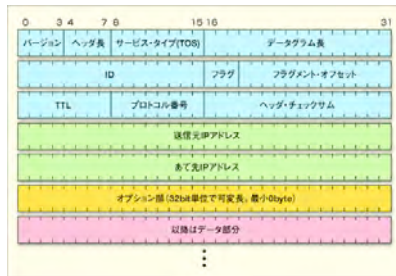 0 3 4 7 8 15 16 31
バージョン ヘッダ長 サービス・タイプ(TOS) データグラム長
ID フラグ フラグメント・オフセット
TTL プロトコル番号 ヘッダ・チェックサム
送信元IPアドレス
あて先IPアドレス
オプション部(32bit単位で可変長。最小0byte)
以降はデータ部分